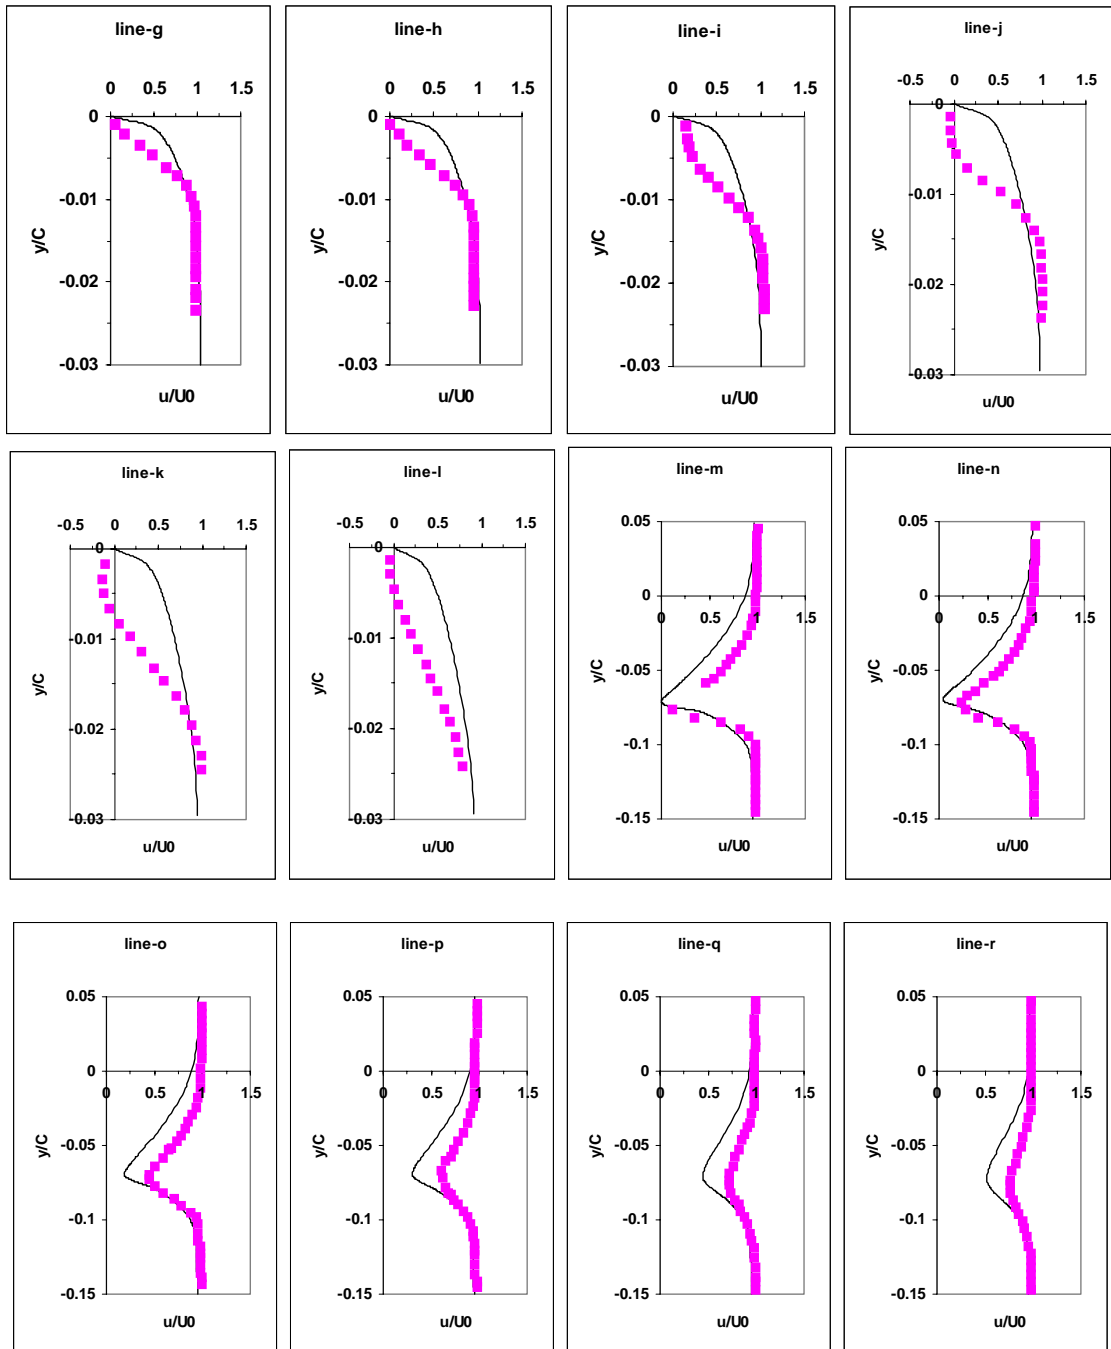 line-g
0 0.5 1 1.5
0
-0.01
-0.02
-0.03
y/C
u/U0
line-h
0 0.5 1 1.5
0
-0.01
-0.02
-0.03
y/C
u/U0
line-i
0 0.5 1 1.5
0
-0.01
-0.02
-0.03
y/C
u/U0
line-j
-0.5 0 0.5 1 1.5
0
-0.01
-0.02
-0.03
y/C
u/U0
line-k
-0.5 0 0.5 1 1.5
0
-0.01
-0.02
-0.03
y/C
u/U0
line-l
-0.5 0 0.5 1 1.5
0
-0.01
-0.02
-0.03
y/C
u/U0
line-m
0.05
0
0 0.5 1 1.5
-0.05
-0.1
-0.15
y/C
u/U0
line-n
0.05
0
0 0.5 1 1.5
-0.05
-0.1
-0.15
y/C
u/U0
line-o
0.05
0
0 0.5 1 1.5
-0.05
-0.1
-0.15
y/C
u/U0
line-p
0.05
0
0 0.5 1 1.5
-0.05
-0.1
-0.15
y/C
u/U0
line-q
0.05
0
0 0.5 1 1.5
-0.05
-0.1
-0.15
y/C
u/U0
line-r
0.05
0
0 0.5 1 1.5
-0.05
-0.1
-0.15
y/C
u/U0